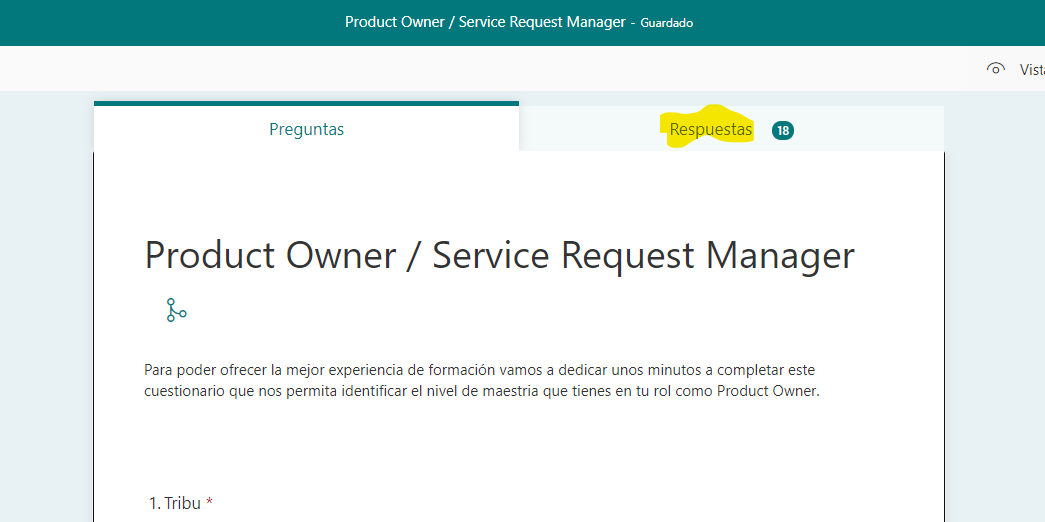 Product Owner / Service Request Manager - Guardado
Vist
Preguntas
Respuestas 18
Product Owner / Service Request Manager
Para poder ofrecer la mejor experiencia de formación vamos a dedicar unos minutos a completar este
cuestionario que nos permita identificar el nivel de maestria que tienes en tu rol como Product Owner.
1. Tribu *